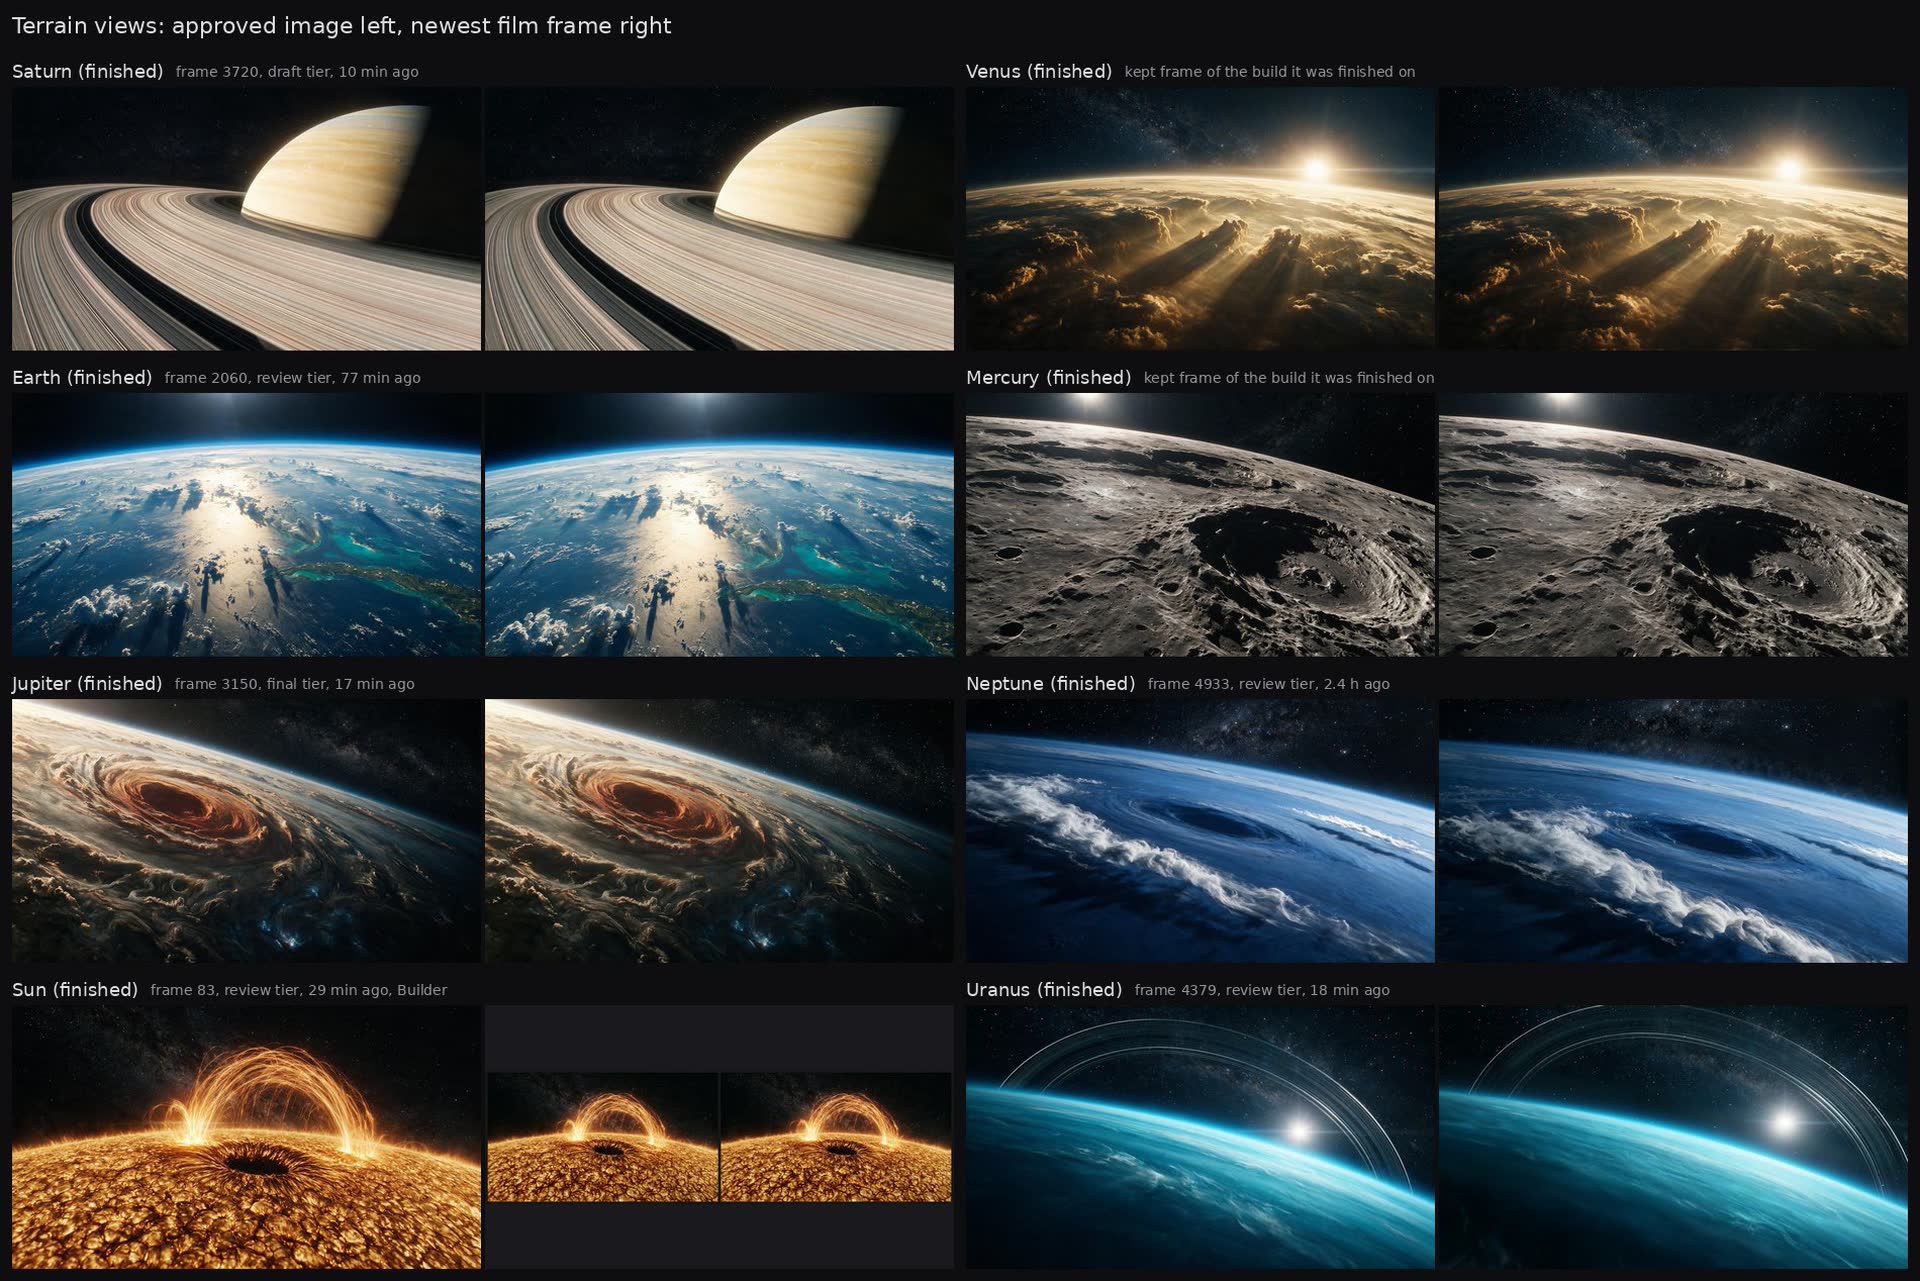 Terrain views: approved image left, newest film frame right
Saturn (finished) frame 3720, draft tier, 10 min ago
Venus (finished) kept frame of the build it was finished on
Earth (finished) frame 2060, review tier, 77 min ago
Mercury (finished) kept frame of the build it was finished on
Jupiter (finished) frame 3150, final tier, 17 min ago
Neptune (finished) frame 4933, review tier, 2.4 h ago
Sun (finished) frame 83, review tier, 29 min ago, Builder
Uranus (finished) frame 4379, review tier, 18 min ago